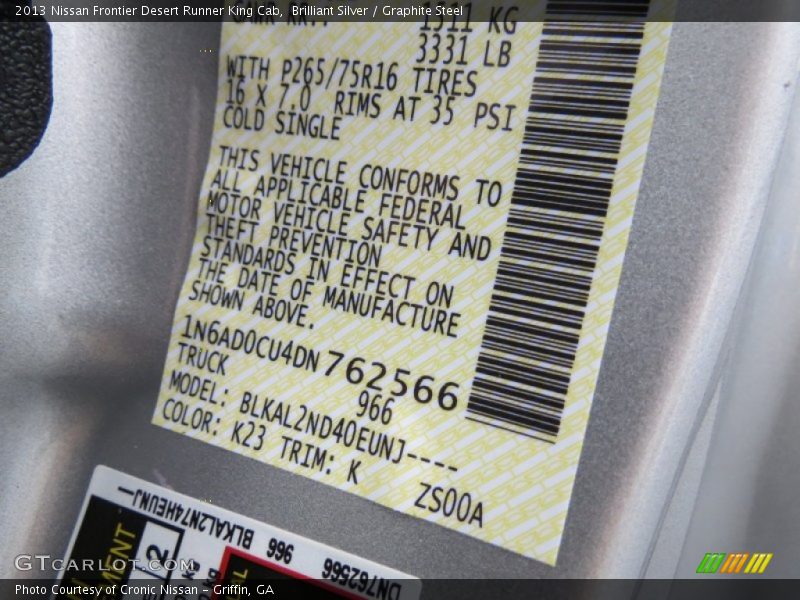 2013 Nissan Frontier Desert Runner King Cab, Brilliant Silver / Graphite Steel
1511 KG
3331 LB
WITH P265/75R16 TIRES
16 X 7.0 RIMS AT 35 PSI
COLD SINGLE
THIS VEHICLE CONFORMS TO
ALL APPLICABLE FEDERAL
MOTOR VEHICLE SAFETY AND
THEFT PREVENTION
STANDARDS IN EFFECT ON
THE DATE OF MANUFACTURE
SHOWN ABOVE.
1N6AD0CU4DN762566
TRUCK 966
MODEL: BLKAL2ND40EUNJ----
COLOR: K23 TRIM: K ZS00A
DN762566 966 BLKAL2N74HEUNJ—
GTCarLot.com
Photo Courtesy of Cronic Nissan – Griffin, GA